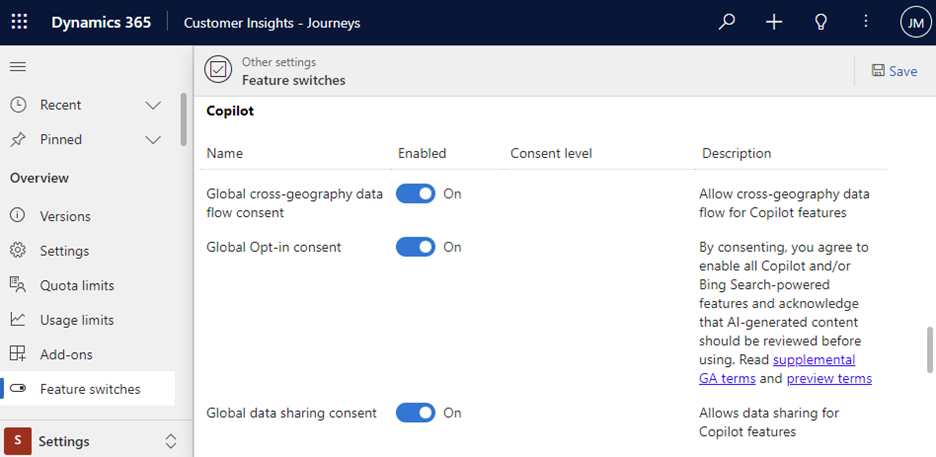 Dynamics 365
Customer Insights - Journeys
JM
Recent
Pinned
Overview
Versions
Settings
Quota limits
Usage limits
Add-ons
Feature switches
S
Settings
Other settings
Feature switches
Save
Copilot
Name Enabled Consent level Description
Global cross-geography data
flow consent
On
Allow cross-geography data
flow for Copilot features
Global Opt-in consent
On
By consenting, you agree to
enable all Copilot and/or
Bing Search-powered
features and acknowledge
that AI-generated content
should be reviewed before
using. Read supplemental
GA terms and preview terms
Global data sharing consent
On
Allows data sharing for
Copilot features